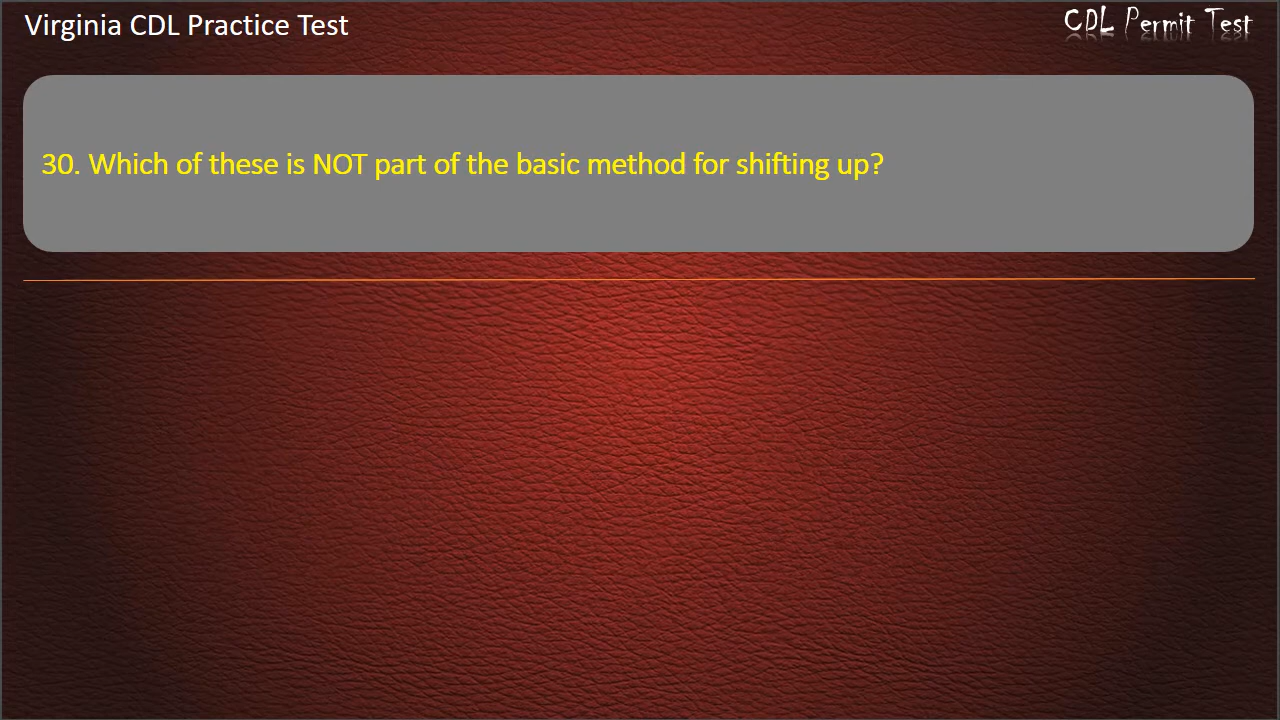 Virginia CDL Practice Test
CDL Permit Test
30. Which of these is NOT part of the basic method for shifting up?